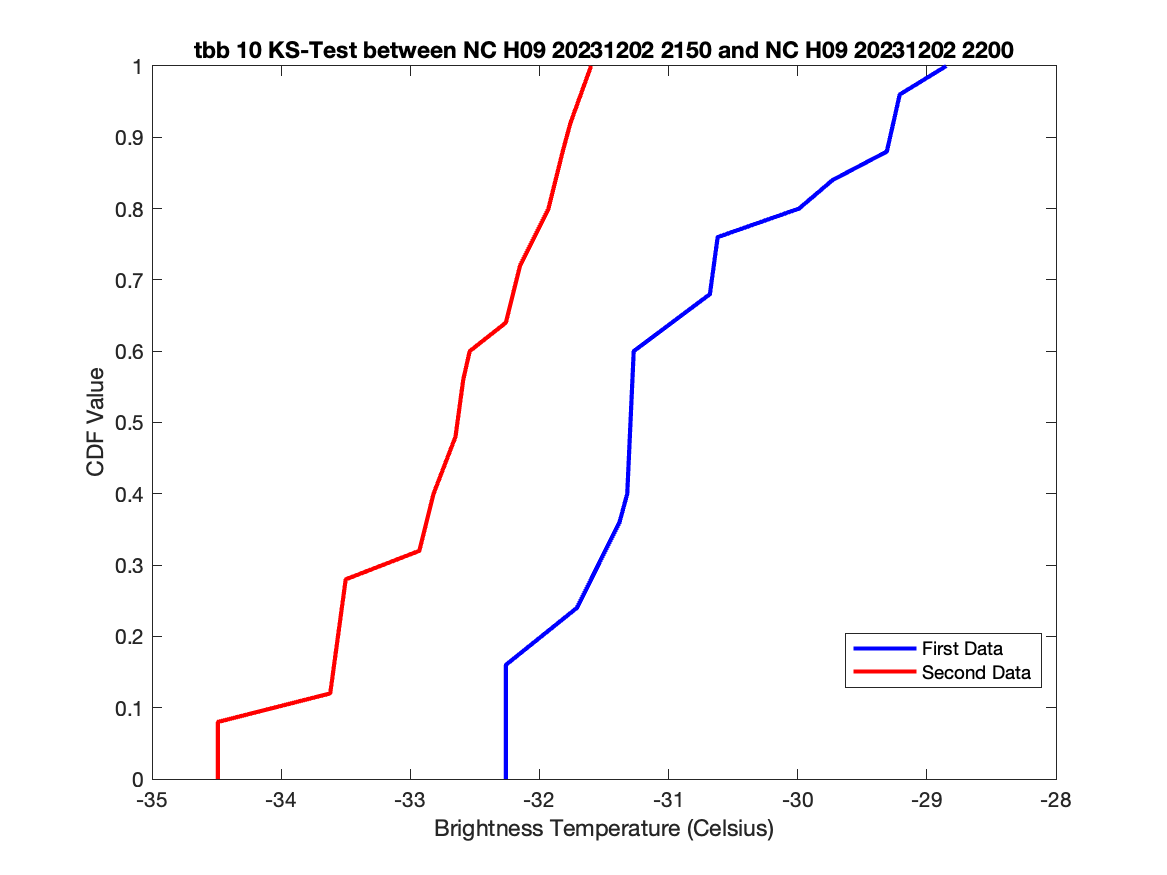 tbb 10 KS-Test between NC H09 20231202 2150 and NC H09 20231202 2200
1
0.9
0.8
0.7
0.6
0.5
0.4
0.3
0.2
0.1
0
CDF Value
First Data
Second Data
-35 -34 -33 -32 -31 -30 -29 -28
Brightness Temperature (Celsius)